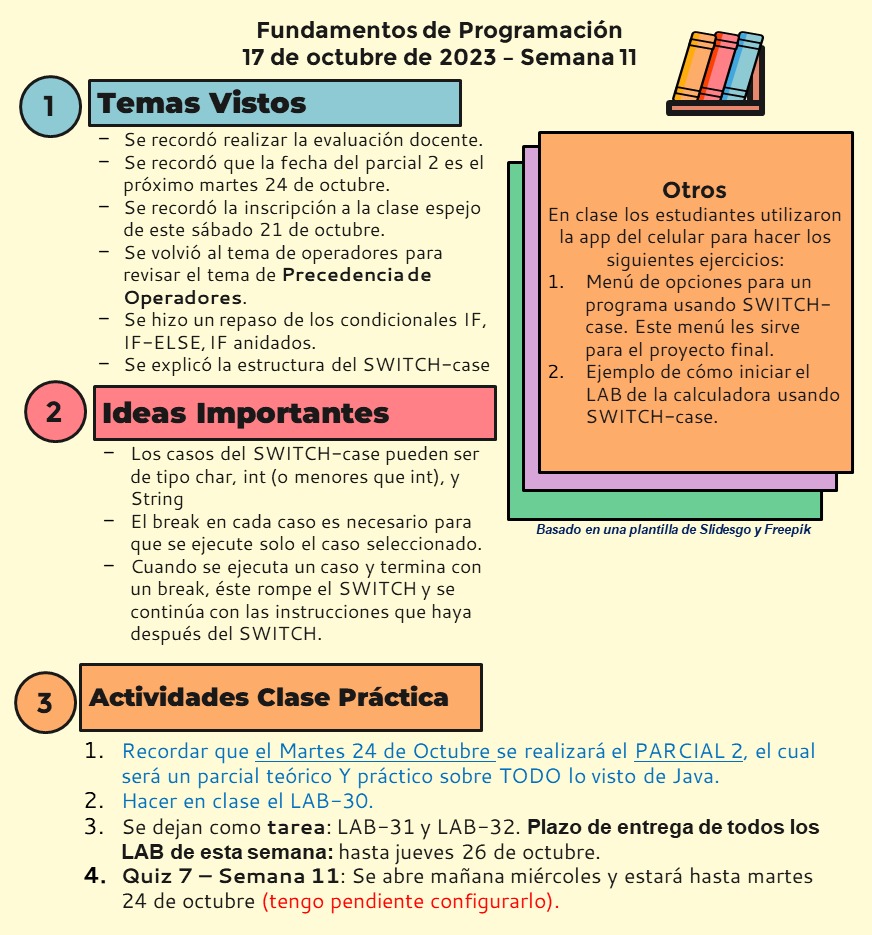 Fundamentos de Programación
17 de octubre de 2023 – Semana 11
1
Temas Vistos
– Se recordó realizar la evaluación docente.
– Se recordó que la fecha del parcial 2 es el
próximo martes 24 de octubre.
– Se recordó la inscripción a la clase espejo
de este sábado 21 de octubre.
– Se volvió al tema de operadores para
revisar el tema de Precedencia de
Operadores.
– Se hizo un repaso de los condicionales IF,
IF-ELSE, IF anidados.
– Se explicó la estructura del SWITCH-case
2
Ideas Importantes
– Los casos del SWITCH-case pueden ser
de tipo char, int (o menores que int), y
String
– El break en cada caso es necesario para
que se ejecute solo el caso seleccionado.
– Cuando se ejecuta un caso y termina con
un break, éste rompe el SWITCH y se
continúa con las instrucciones que haya
después del SWITCH.
Otros
En clase los estudiantes utilizaron
la app del celular para hacer los
siguientes ejercicios:
1. Menú de opciones para un
programa usando SWITCH-
case. Este menú les sirve
para el proyecto final.
2. Ejemplo de cómo iniciar el
LAB de la calculadora usando
SWITCH-case.
Basado en una plantilla de Slidesgo y Freepik
3
Actividades Clase Práctica
1. Recordar que el Martes 24 de Octubre se realizará el PARCIAL 2, el cual
será un parcial teórico Y práctico sobre TODO lo visto de Java.
2. Hacer en clase el LAB-30.
3. Se dejan como tarea: LAB-31 y LAB-32. Plazo de entrega de todos los
LAB de esta semana: hasta jueves 26 de octubre.
4. Quiz 7 – Semana 11: Se abre mañana miércoles y estará hasta martes
24 de octubre (tengo pendiente configurarlo).